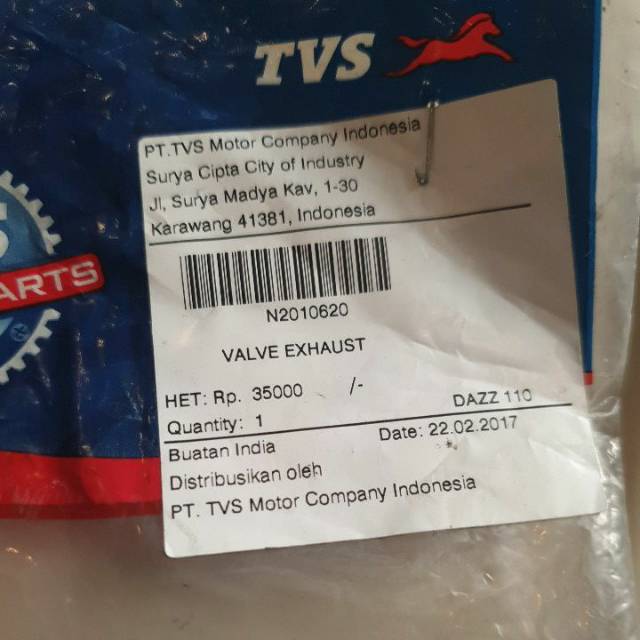 TVS
PT.TVS Motor Company Indonesia
Surya Cipta City of Industry
Jl, Surya Madya Kav, 1-30
Karawang 41381, Indonesia
N2010620
VALVE EXHAUST
HET: Rp. 35000 /-
DAZZ 110
Quantity: 1
Buatan India
Date: 22.02.2017
Distribusikan oleh
PT. TVS Motor Company Indonesia
S
ARTS